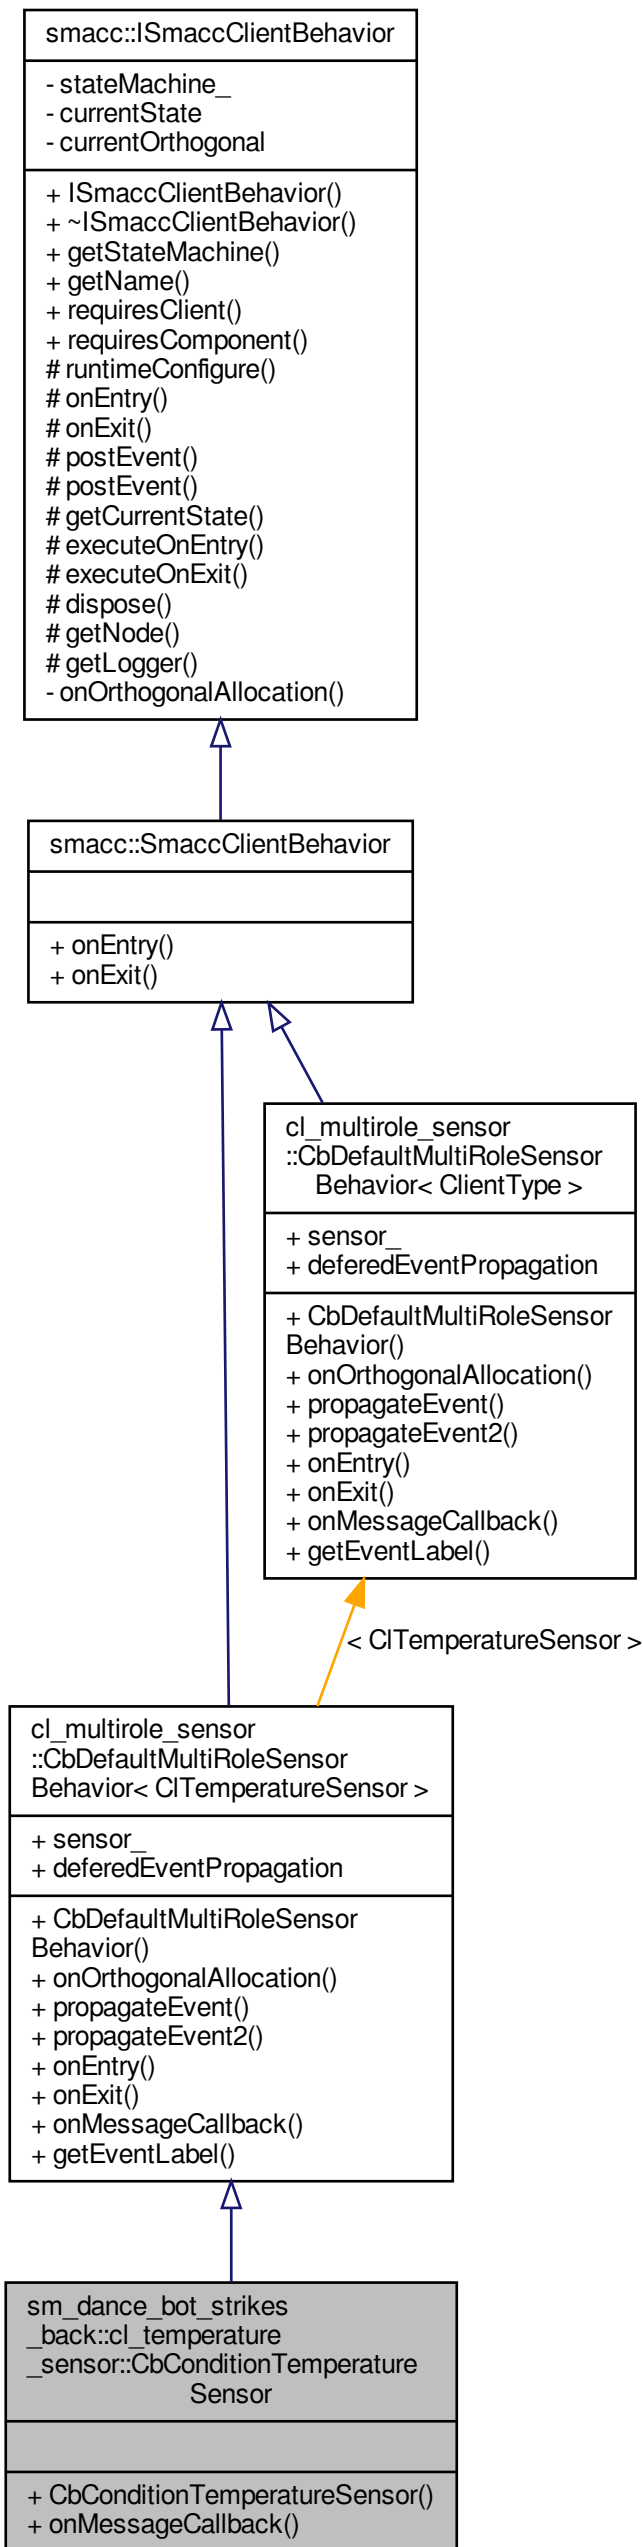 smacc::ISmaccClientBehavior
- stateMachine_
- currentState
- currentOrthogonal
+ ISmaccClientBehavior()
+ ~ISmaccClientBehavior()
+ getStateMachine()
+ getName()
+ requiresClient()
+ requiresComponent()
# runtimeConfigure()
# onEntry()
# onExit()
# postEvent()
# postEvent()
# getCurrentState()
# executeOnEntry()
# executeOnExit()
# dispose()
# getNode()
# getLogger()
- onOrthogonalAllocation()
smacc::SmaccClientBehavior
+ onEntry()
+ onExit()
cl_multirole_sensor
::CbDefaultMultiRoleSensor
Behavior< ClientType >
+ sensor_
+ deferedEventPropagation
+ CbDefaultMultiRoleSensor
Behavior()
+ onOrthogonalAllocation()
+ propagateEvent()
+ propagateEvent2()
+ onEntry()
+ onExit()
+ onMessageCallback()
+ getEventLabel()
< ClTemperatureSensor >
cl_multirole_sensor
::CbDefaultMultiRoleSensor
Behavior< ClTemperatureSensor >
+ sensor_
+ deferedEventPropagation
+ CbDefaultMultiRoleSensor
Behavior()
+ onOrthogonalAllocation()
+ propagateEvent()
+ propagateEvent2()
+ onEntry()
+ onExit()
+ onMessageCallback()
+ getEventLabel()
sm_dance_bot_strikes
_back::cl_temperature
_sensor::CbConditionTemperature
Sensor
+ CbConditionTemperatureSensor()
+ onMessageCallback()